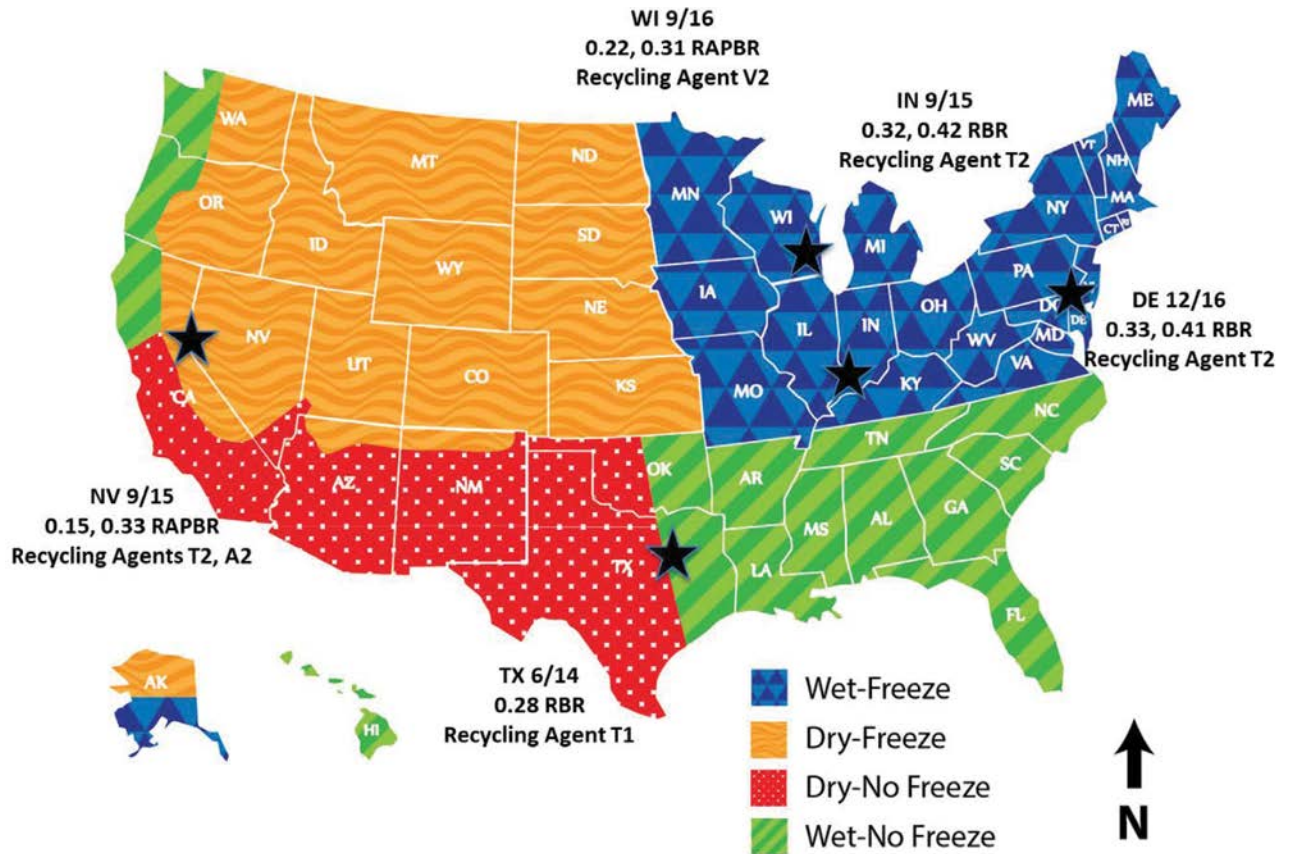 WI 9/16
0.22, 0.31 RAPBR
Recycling Agent V2
IN 9/15
0.32, 0.42 RBR
Recycling Agent T2
DE 12/16
0.33, 0.41 RBR
Recycling Agent T2
NV 9/15
0.15, 0.33 RAPBR
Recycling Agents T2, A2
TX 6/14
0.28 RBR
Recycling Agent T1
WA
MT
ND
MN
WI
MI
VT
NH
ME
MA
NY
CT
RI
OR
ID
SD
WY
IA
PA
NE
IL
IN
OH
DC
DE
MD
WV
VA
NV
UT
CO
KS
MO
KY
CA
NC
TN
AZ
NM
OK
AR
SC
MS
AL
GA
TX
LA
FL
AK
HI
Wet-Freeze
Dry-Freeze
Dry-No Freeze
Wet-No Freeze
N